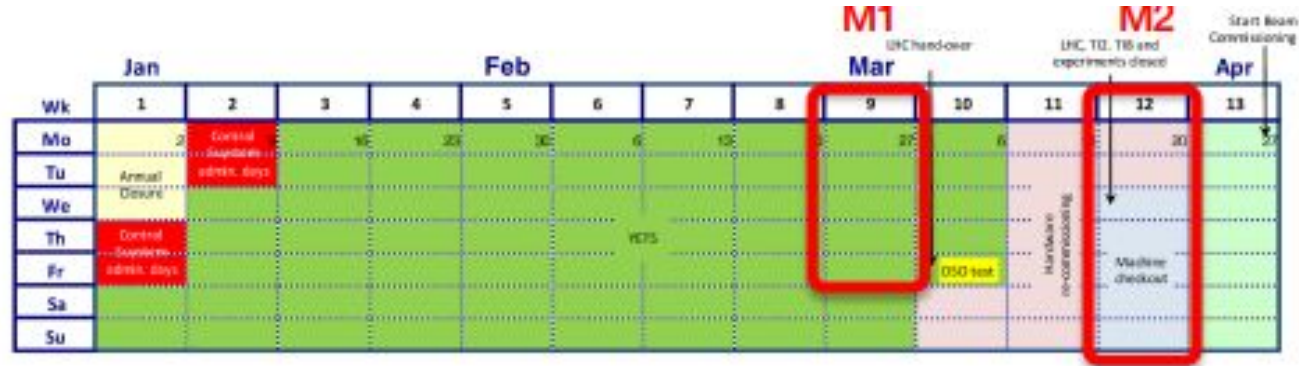 M1 M2 Start Beam
LHC hand-over LHC, TI2, TI8 and Commissioning
Jan Feb Mar experiments closed Apr
Wk 1 2 3 4 5 6 7 8 9 10 11 12 13
Mo 2 Control 16 23 30 6 13 27 6 20 27
System
Tu Annual admin. days
We Closure
Th Control YETS
System
Fr admin. days DSO test Machine
checkout
Hardware
re-commissioning
Sa
Su